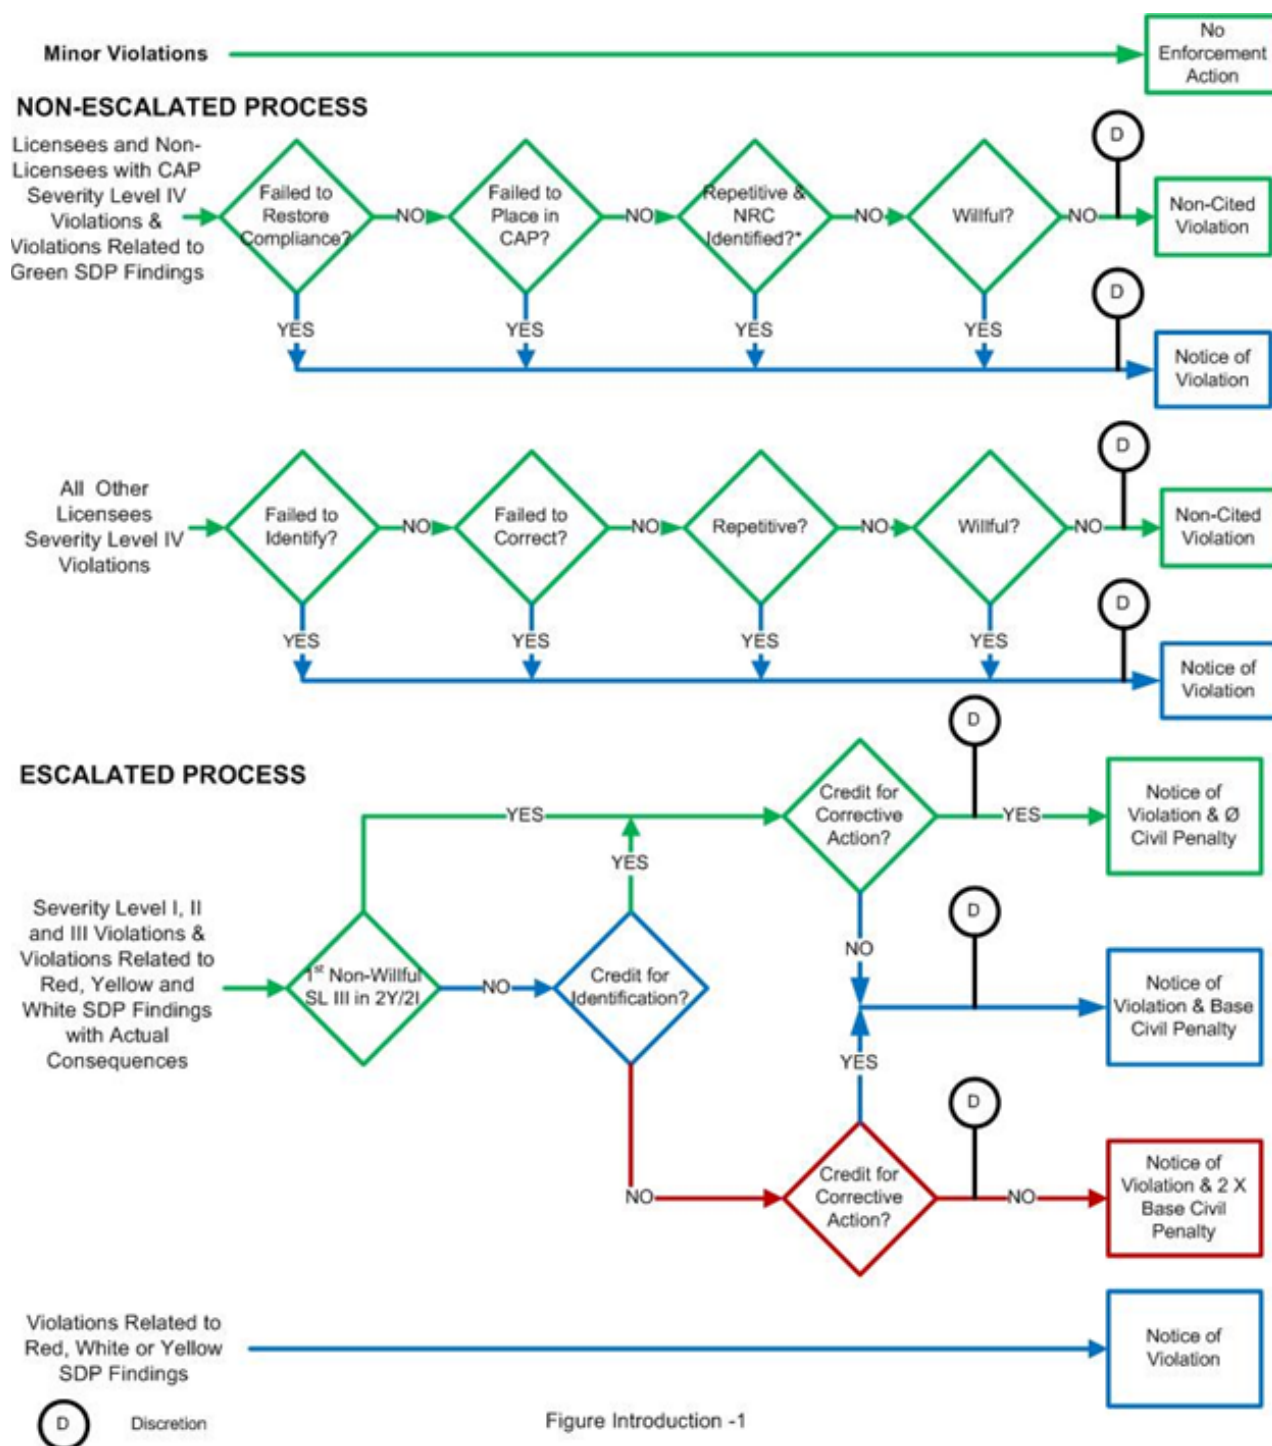 Minor Violations
No
Enforcement
Action
NON-ESCALATED PROCESS
Licensees and Non-
Licensees with CAP
Severity Level IV
Violations &
Violations Related to
Green SDP Findings
Failed to
Restore
Compliance?
NO
Failed to
Place in
CAP?
NO
Repetitive &
NRC
Identified?*
NO
Willful?
NO
D
Non-Cited
Violation
YES
YES
YES
YES
D
Notice of
Violation
All Other
Licensees
Severity Level IV
Violations
Failed to
Identify?
NO
Failed to
Correct?
NO
Repetitive?
NO
Willful?
NO
D
Non-Cited
Violation
YES
YES
YES
YES
D
Notice of
Violation
ESCALATED PROCESS
Severity Level I, II
and III Violations &
Violations Related to
Red, Yellow and
White SDP Findings
with Actual
Consequences
1st Non-Willful
SL III in 2Y/2I
YES
NO
Credit for
Identification?
YES
NO
Credit for
Corrective
Action?
D
YES
Notice of
Violation & Ø
Civil Penalty
NO
D
Notice of
Violation & Base
Civil Penalty
YES
Credit for
Corrective
Action?
D
NO
Notice of
Violation & 2 X
Base Civil
Penalty
Violations Related to
Red, White or Yellow
SDP Findings
Notice of
Violation
D
Discretion
Figure Introduction -1